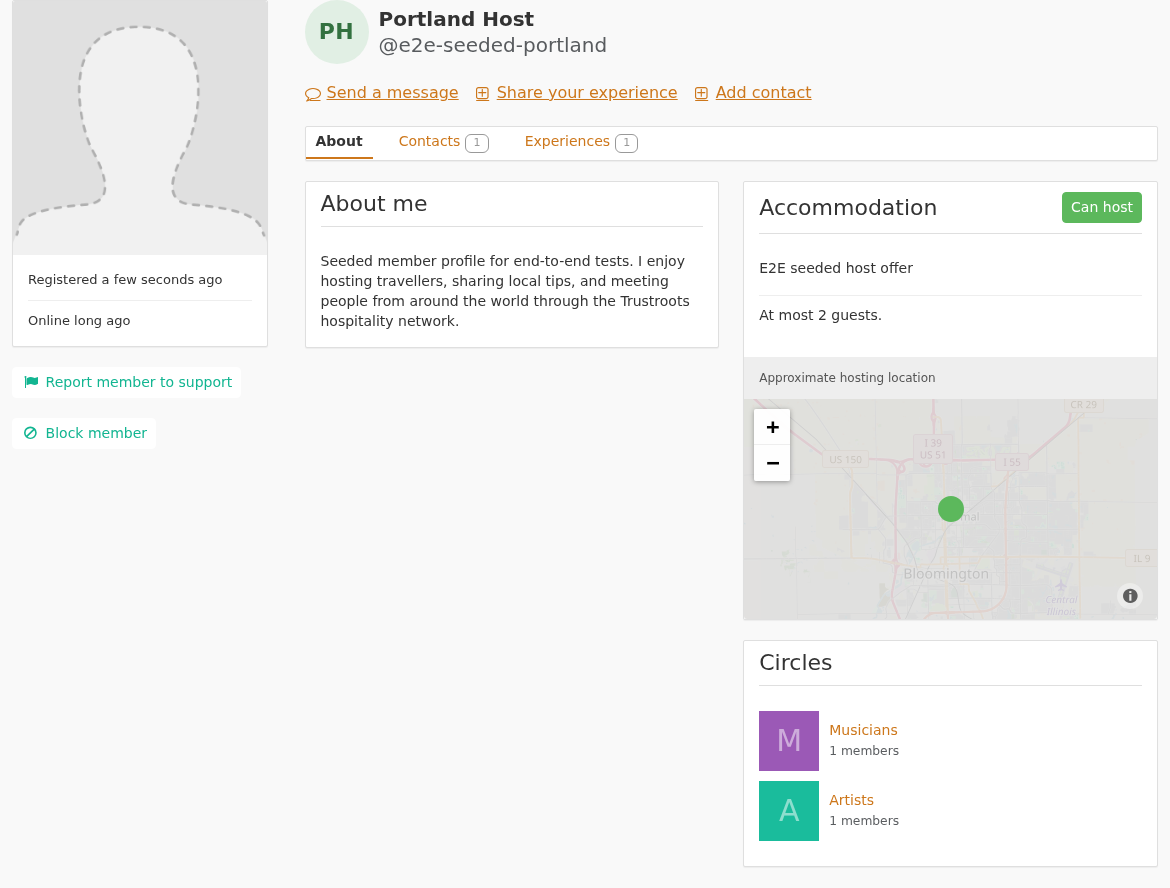 PH
Portland Host
@e2e-seeded-portland
Send a message
Share your experience
Add contact
About
Contacts 1
Experiences 1
Registered a few seconds ago
Online long ago
Report member to support
Block member
About me
Seeded member profile for end-to-end tests. I enjoy
hosting travellers, sharing local tips, and meeting
people from around the world through the Trustroots
hospitality network.
Accommodation
Can host
E2E seeded host offer
At most 2 guests.
Approximate hosting location
+
−
CR 29
I 39
US 51
US 150
I 55
Bloomington
IL 9
Central
Illinois
Circles
M
Musicians
1 members
A
Artists
1 members